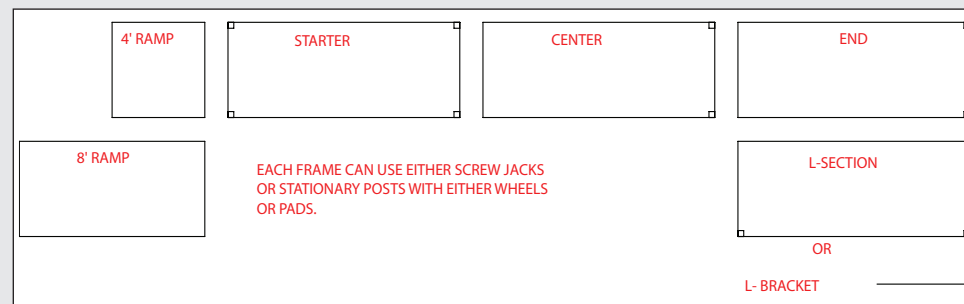 4' RAMP
STARTER
CENTER
END
8' RAMP
EACH FRAME CAN USE EITHER SCREW JACKS
OR STATIONARY POSTS WITH EITHER WHEELS
OR PADS.
L-SECTION
OR
L- BRACKET